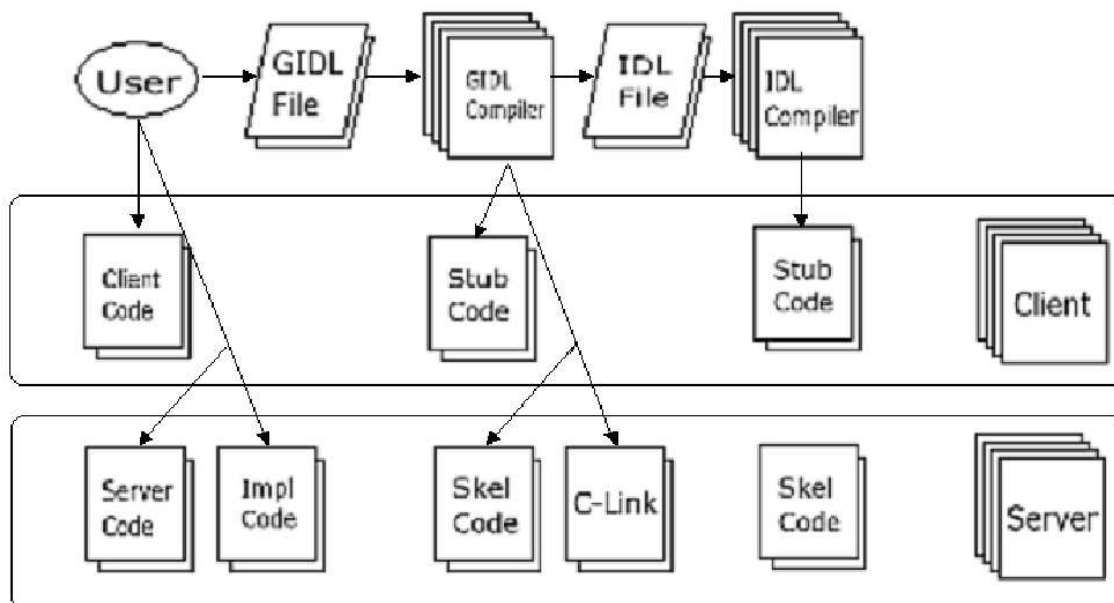 User
GIDL
File
GIDL
Compiler
IDL
File
IDL
Compiler
Client
Code
Stub
Code
Stub
Code
Client
Server
Code
Impl
Code
Skel
Code
C-Link
Skel
Code
Server